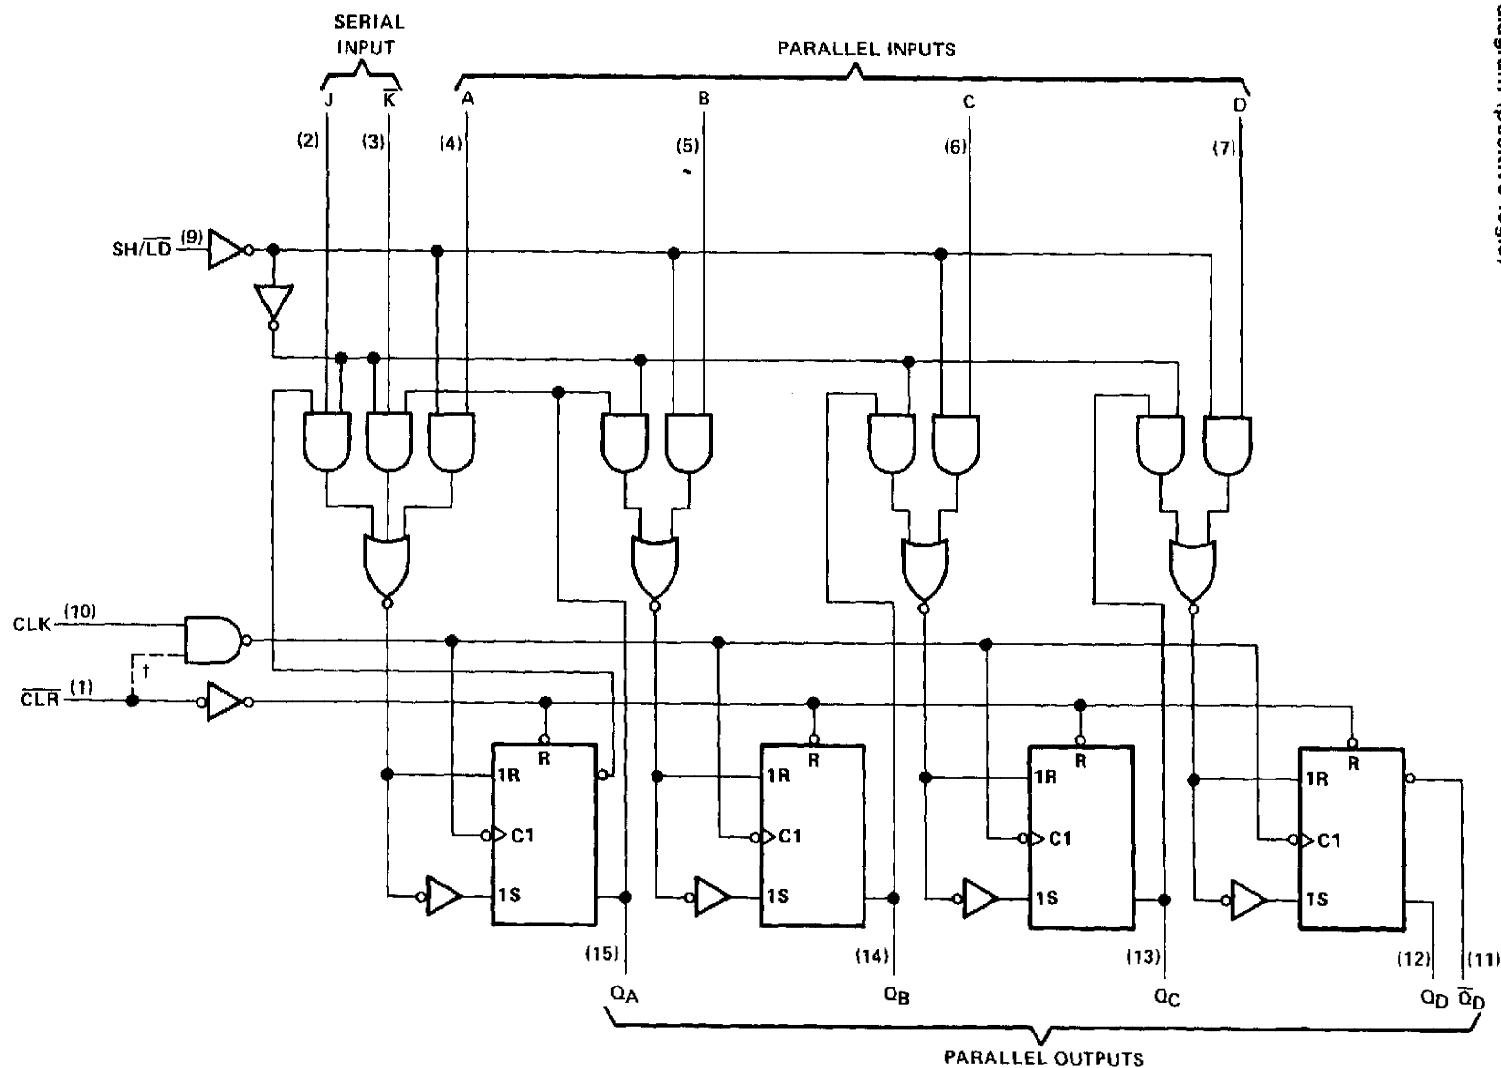 SERIAL
INPUT
PARALLEL INPUTS
J K̅ A B C D
(2) (3) (4) (5) (6) (7)
SH/L̅D̅ (9)
CLK (10)
†
C̅L̅R̅ (1)
R R R R
1R 1R 1R 1R
C1 C1 C1 C1
1S 1S 1S 1S
(15) (14) (13) (12) (11)
QA QB QC QD Q̅D
PARALLEL OUTPUTS